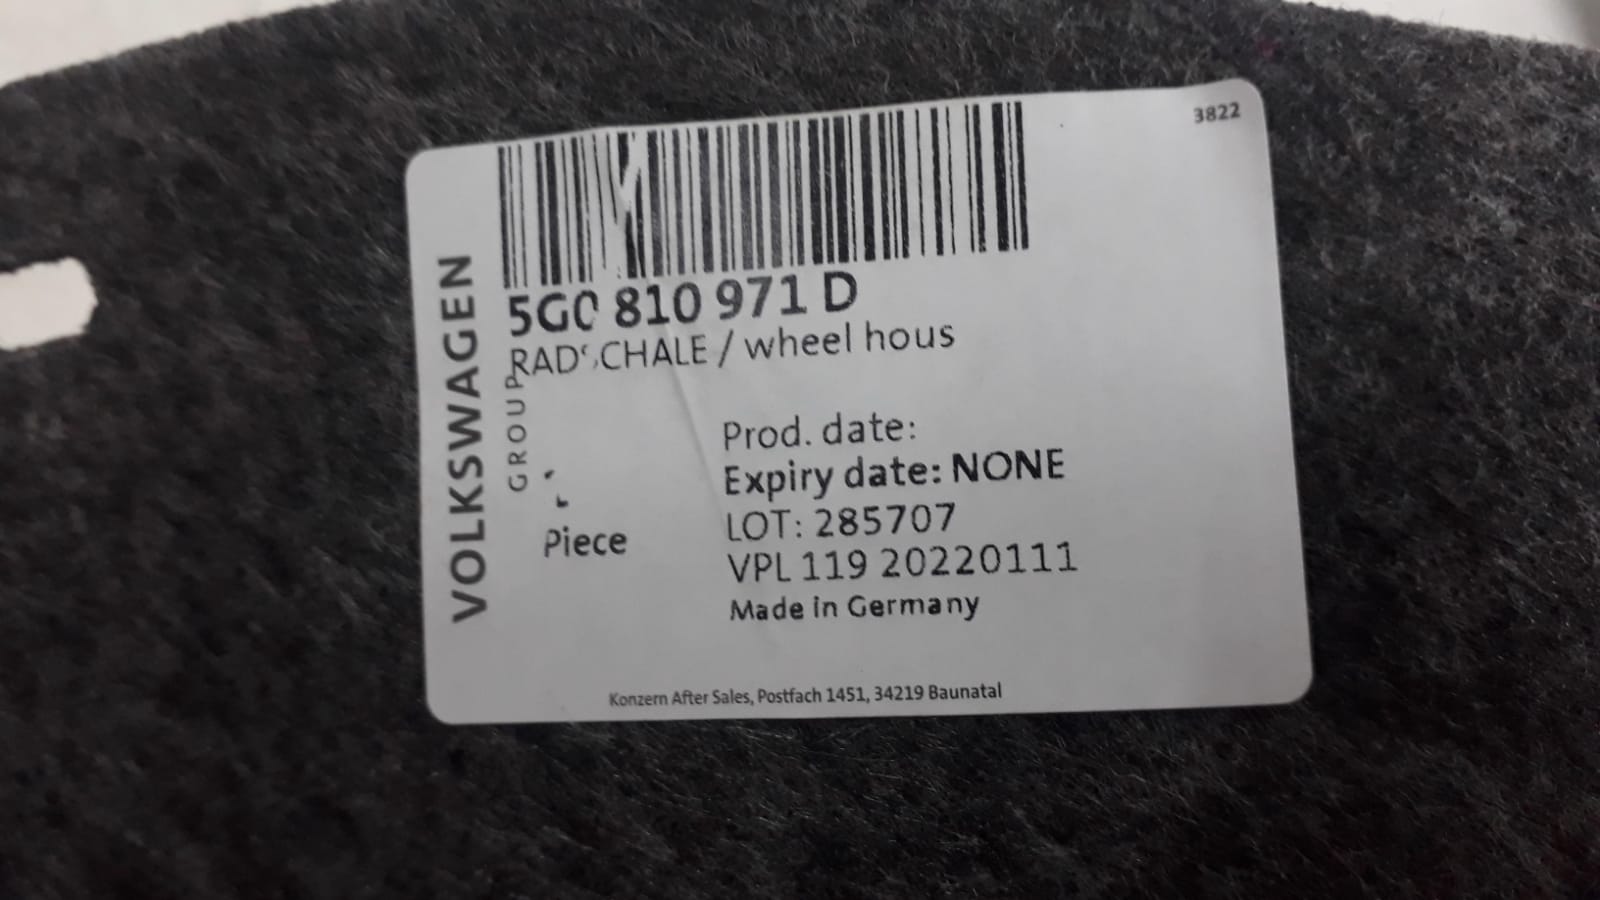 3822
5G0 810 971 D
RADSCHALE / wheel hous
VOLKSWAGEN
GROUP
Prod. date:
Expiry date: NONE
LOT: 285707
Piece
VPL 119 20220111
Made in Germany
Konzern After Sales, Postfach 1451, 34219 Baunatal